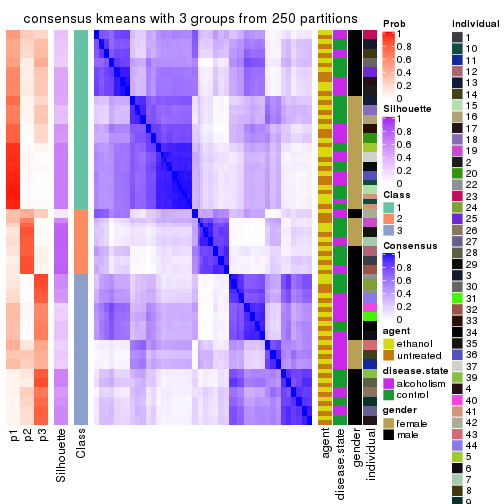 consensus kmeans with 3 groups from 250 partitions
Prob
1
0.8
0.6
0.4
0.2
0
Silhouette
1
0.8
0.6
0.4
0.2
0
Class
1
2
3
Consensus
1
0.8
0.6
0.4
0.2
0
agent
ethanol
untreated
disease.state
alcoholism
control
gender
female
male
individual
1
10
11
12
13
14
15
16
17
18
19
2
20
22
23
24
25
26
27
28
29
3
30
31
32
33
34
35
36
37
39
4
40
41
42
43
44
5
6
7
8
9
p1
p2
p3
Silhouette
Class
agent
disease.state
gender
individual